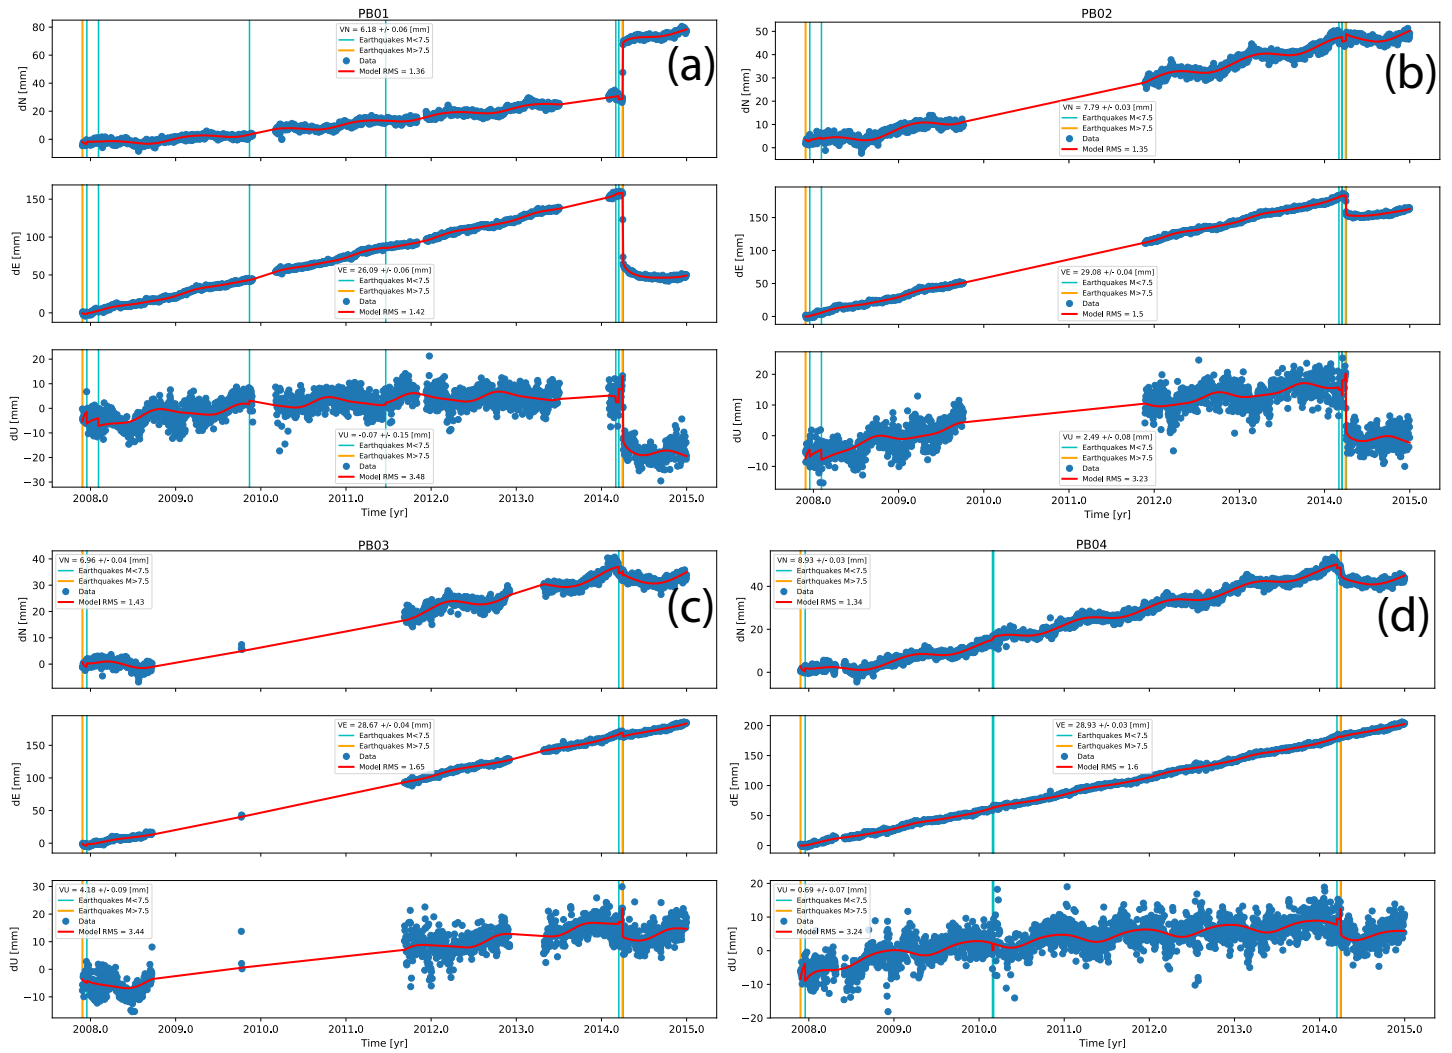 PB01
(a)
dN [mm]
80
60
40
20
0
VN = 6.18 +/- 0.06 [mm]
Earthquakes M<7.5
Earthquakes M>7.5
Data
Model RMS = 1.36
dE [mm]
150
100
50
0
VE = 26.09 +/- 0.06 [mm]
Earthquakes M<7.5
Earthquakes M>7.5
Data
Model RMS = 1.42
dU [mm]
20
10
0
−10
−20
−30
VU = -0.07 +/- 0.15 [mm]
Earthquakes M<7.5
Earthquakes M>7.5
Data
Model RMS = 3.48
2008.0 2009.0 2010.0 2011.0 2012.0 2013.0 2014.0 2015.0
Time [yr]
PB02
(b)
dN [mm]
50
40
30
20
10
0
VN = 7.79 +/- 0.03 [mm]
Earthquakes M<7.5
Earthquakes M>7.5
Data
Model RMS = 1.35
dE [mm]
150
100
50
0
VE = 29.08 +/- 0.04 [mm]
Earthquakes M<7.5
Earthquakes M>7.5
Data
Model RMS = 1.5
dU [mm]
20
10
0
−10
VU = 2.49 +/- 0.08 [mm]
Earthquakes M<7.5
Earthquakes M>7.5
Data
Model RMS = 3.23
2008.0 2009.0 2010.0 2011.0 2012.0 2013.0 2014.0 2015.0
Time [yr]
PB03
(c)
dN [mm]
40
30
20
10
0
VN = 6.96 +/- 0.04 [mm]
Earthquakes M<7.5
Earthquakes M>7.5
Data
Model RMS = 1.43
dE [mm]
150
100
50
0
VE = 28.67 +/- 0.04 [mm]
Earthquakes M<7.5
Earthquakes M>7.5
Data
Model RMS = 1.65
dU [mm]
30
20
10
0
−10
VU = 4.18 +/- 0.09 [mm]
Earthquakes M<7.5
Earthquakes M>7.5
Data
Model RMS = 3.44
2008.0 2009.0 2010.0 2011.0 2012.0 2013.0 2014.0 2015.0
Time [yr]
PB04
(d)
dN [mm]
40
20
0
VN = 8.93 +/- 0.03 [mm]
Earthquakes M<7.5
Earthquakes M>7.5
Data
Model RMS = 1.34
dE [mm]
200
150
100
50
0
VE = 28.93 +/- 0.03 [mm]
Earthquakes M<7.5
Earthquakes M>7.5
Data
Model RMS = 1.6
dU [mm]
20
10
0
−10
−20
VU = 0.69 +/- 0.07 [mm]
Earthquakes M<7.5
Earthquakes M>7.5
Data
Model RMS = 3.24
2008.0 2009.0 2010.0 2011.0 2012.0 2013.0 2014.0 2015.0
Time [yr]